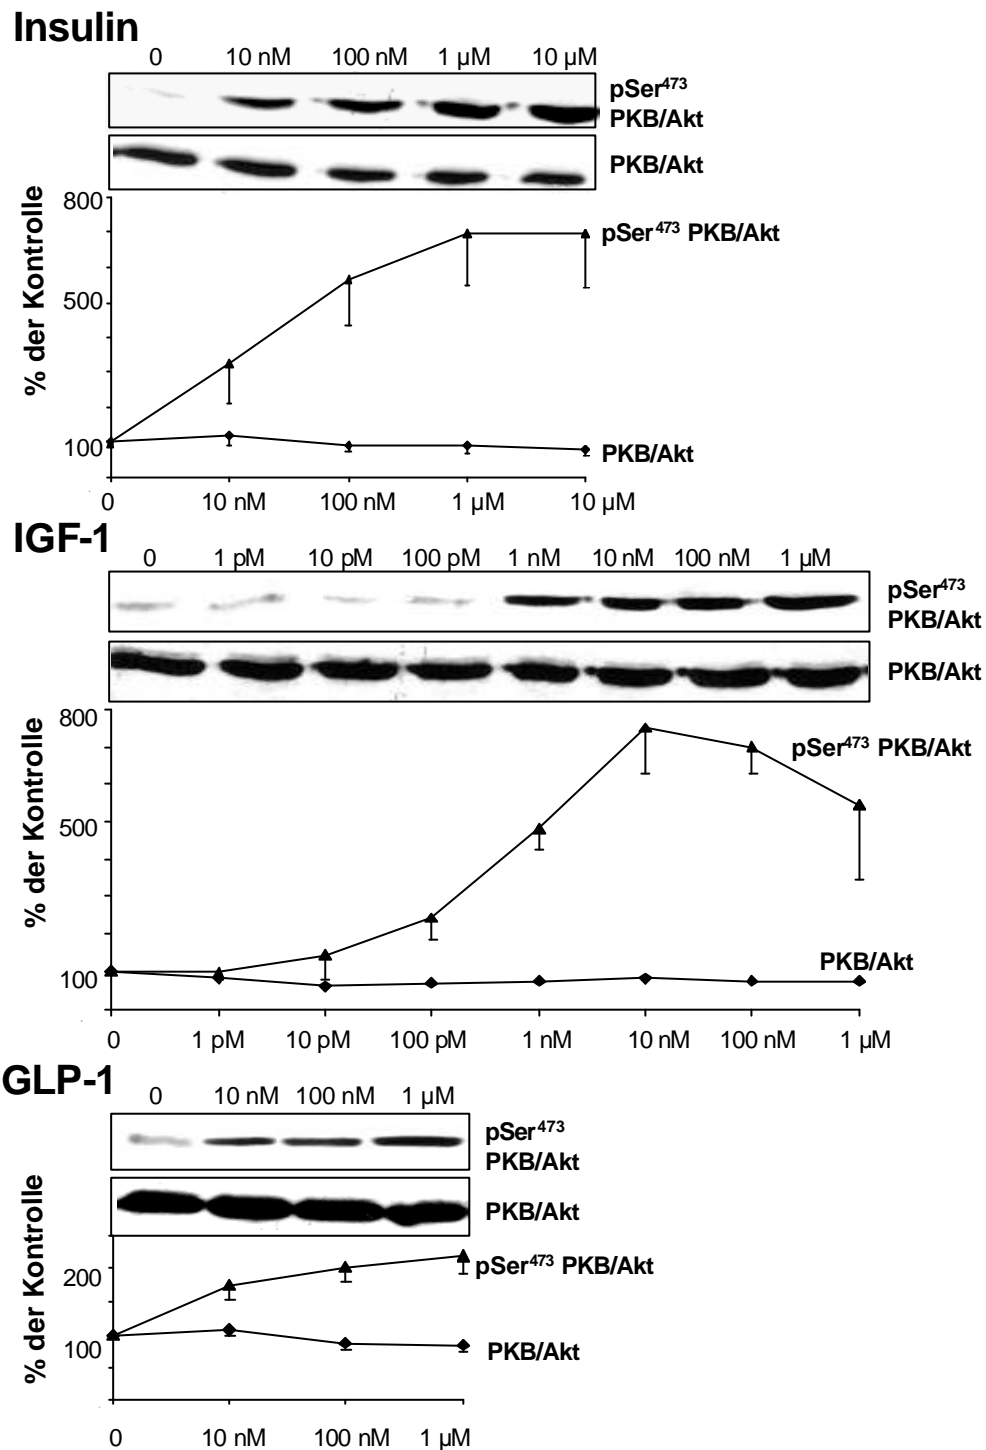 Insulin
0 10 nM 100 nM 1 µM 10 µM
pSer473
PKB/Akt
PKB/Akt
% der Kontrolle
800
500
100
pSer473 PKB/Akt
PKB/Akt
0 10 nM 100 nM 1 µM 10 µM
IGF-1
0 1 pM 10 pM 100 pM 1 nM 10 nM 100 nM 1 µM
pSer473
PKB/Akt
PKB/Akt
% der Kontrolle
800
500
100
pSer473 PKB/Akt
PKB/Akt
0 1 pM 10 pM 100 pM 1 nM 10 nM 100 nM 1 µM
GLP-1
0 10 nM 100 nM 1 µM
pSer473
PKB/Akt
PKB/Akt
% der Kontrolle
200
100
pSer473 PKB/Akt
PKB/Akt
0 10 nM 100 nM 1 µM